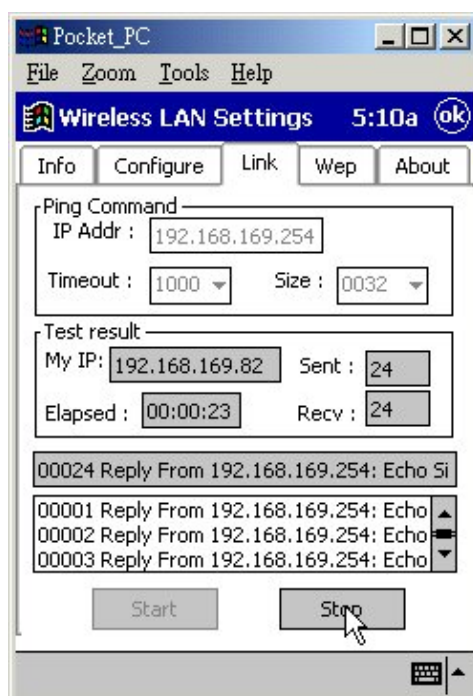 Pocket_PC
File Zoom Tools Help
Wireless LAN Settings 5:10a ok
Info Configure Link Wep About
Ping Command
IP Addr : 192.168.169.254
Timeout : 1000 Size : 0032
Test result
My IP: 192.168.169.82 Sent : 24
Elapsed : 00:00:23 Recv : 24
00024 Reply From 192.168.169.254: Echo Si
00001 Reply From 192.168.169.254: Echo
00002 Reply From 192.168.169.254: Echo
00003 Reply From 192.168.169.254: Echo
Start Stop